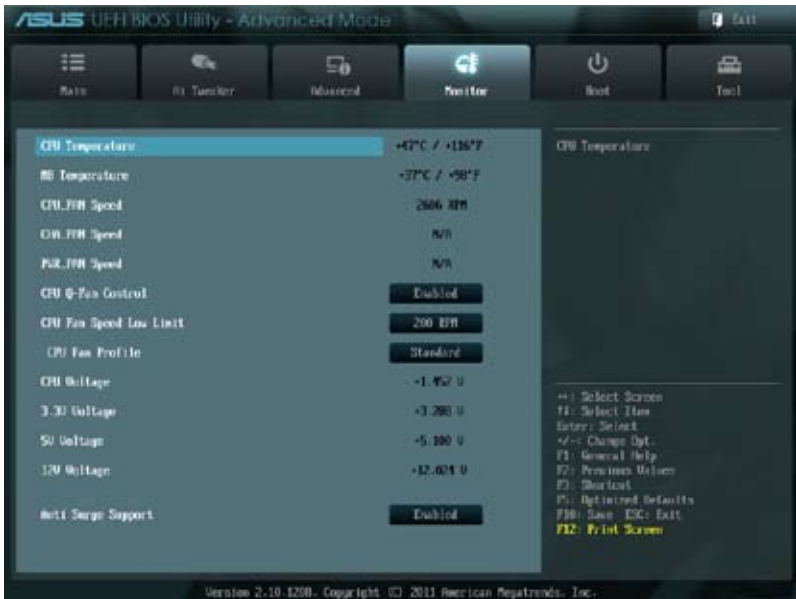 ASUS UEFI BIOS Utility - Advanced Mode
Exit
Main
Ai Tweaker
Advanced
Monitor
Boot
Tool
CPU Temperature +47°C / +116°F
MB Temperature +37°C / +98°F
CPU_FAN Speed 2606 RPM
CHA_FAN Speed N/A
PWR_FAN Speed N/A
CPU Q-Fan Control Enabled
CPU Fan Speed Low Limit 200 RPM
CPU Fan Profile Standard
CPU Voltage +1.452 V
3.3V Voltage +3.288 V
5V Voltage +5.100 V
12V Voltage +12.024 V
Anti Surge Support Enabled
CPU Temperature
: Select Screen
: Select Item
Enter: Select
+/-: Change Opt.
F1: General Help
F2: Previous Values
F3: Shortcut
F5: Optimized Defaults
F10: Save ESC: Exit
F12: Print Screen
Version 2.10.1208. Copyright (C) 2011 American Megatrends, Inc.